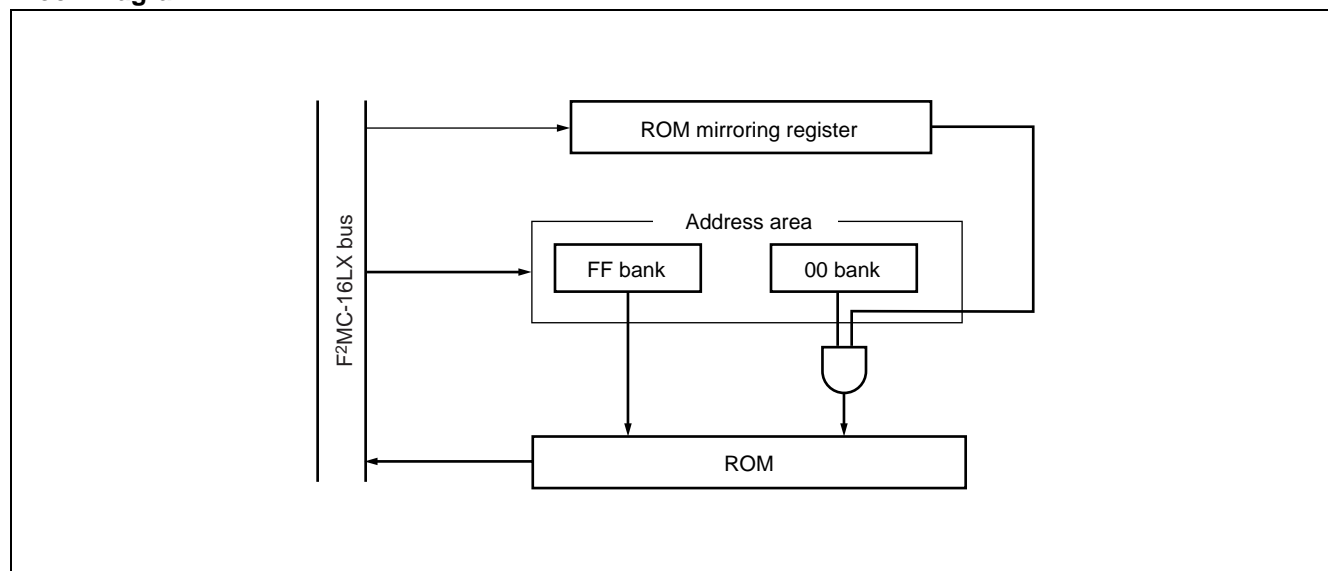 ROM mirroring register
Address area
FF bank
00 bank
F²MC-16LX bus
ROM